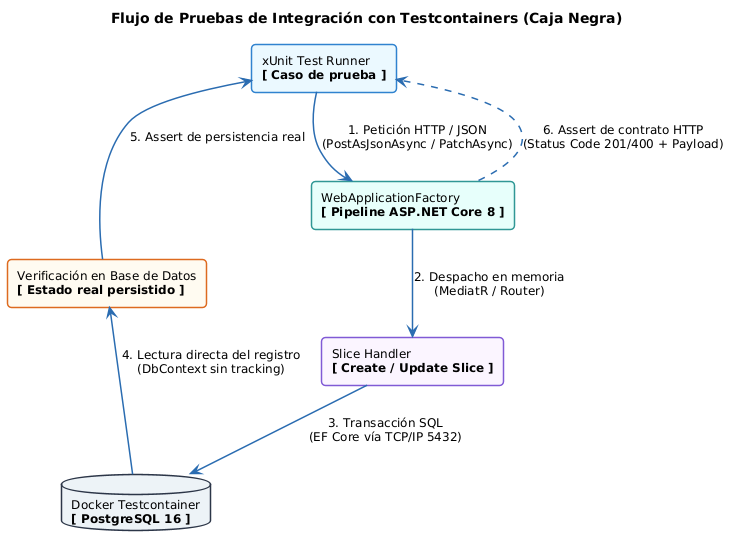 Flujo de Pruebas de Integración con Testcontainers (Caja Negra)
xUnit Test Runner
[ Caso de prueba ]
5. Assert de persistencia real
1. Petición HTTP / JSON
(PostAsJsonAsync / PatchAsync)
6. Assert de contrato HTTP
(Status Code 201/400 + Payload)
WebApplicationFactory
[ Pipeline ASP.NET Core 8 ]
Verificación en Base de Datos
[ Estado real persistido ]
2. Despacho en memoria
(MediatR / Router)
Slice Handler
[ Create / Update Slice ]
4. Lectura directa del registro
(DbContext sin tracking)
3. Transacción SQL
(EF Core vía TCP/IP 5432)
Docker Testcontainer
[ PostgreSQL 16 ]